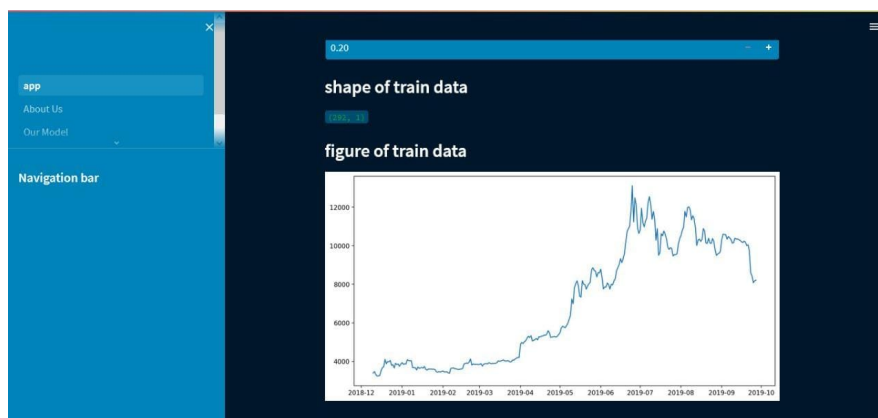 ×
app
About Us
Our Model
Navigation bar
0.20 − +
shape of train data
(292, 1)
figure of train data
12000
10000
8000
6000
4000
2018-12 2019-01 2019-02 2019-03 2019-04 2019-05 2019-06 2019-07 2019-08 2019-09 2019-10